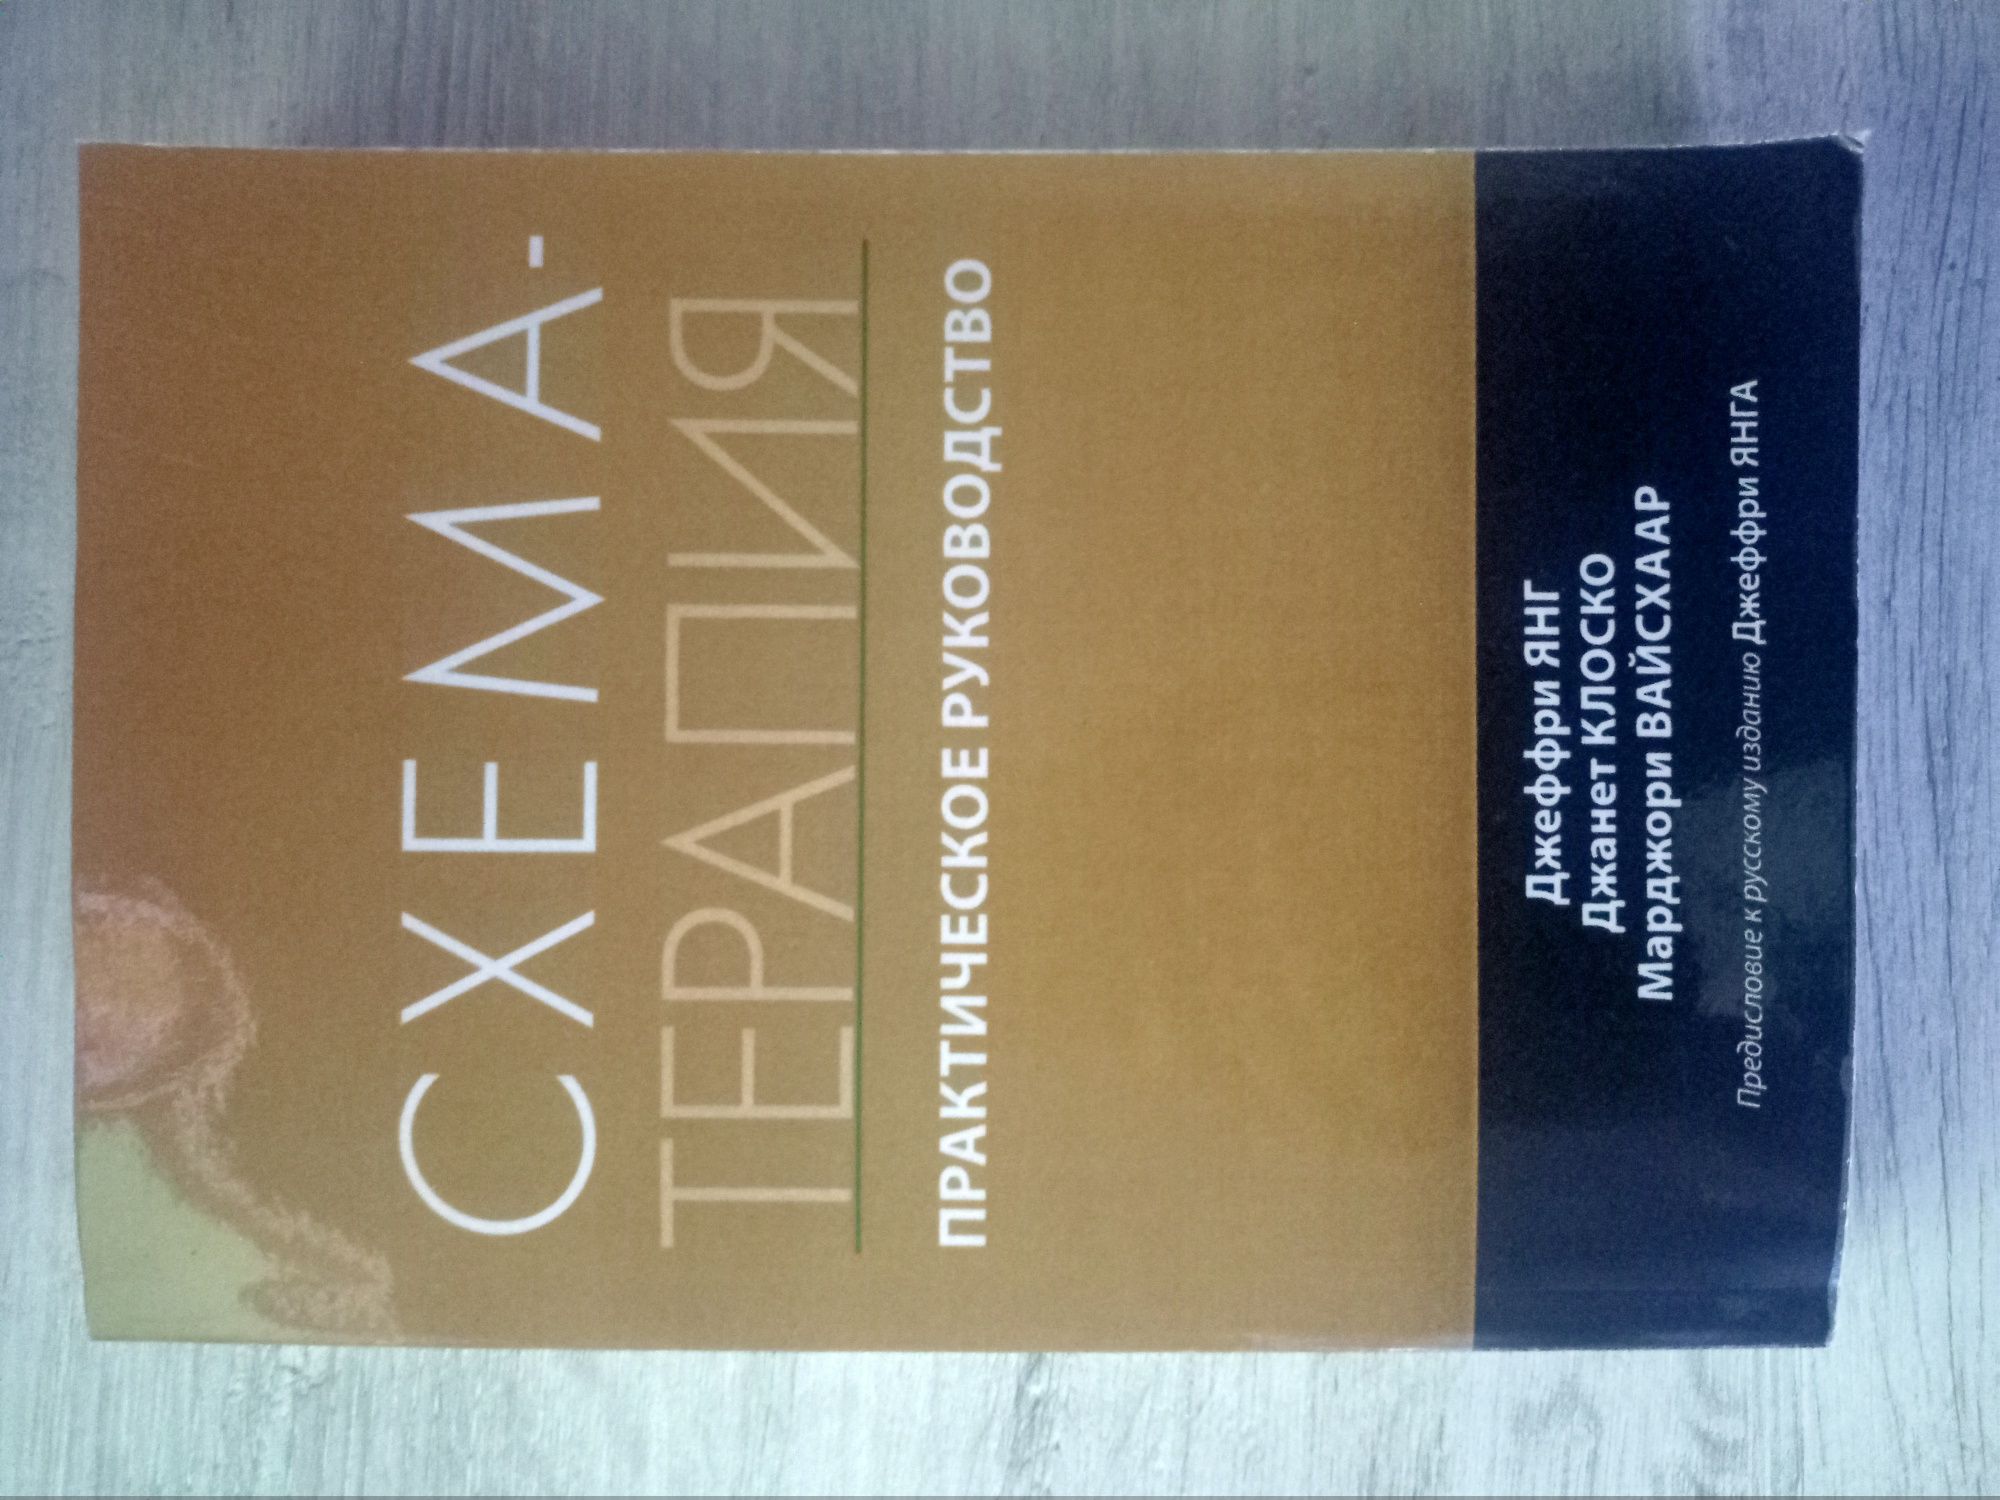 СХЕМА-
ТЕРАПИЯ
ПРАКТИЧЕСКОЕ РУКОВОДСТВО
Джеффри ЯНГ
Джанет КЛОСКО
Марджори ВАЙСХААР
Предисловие к русскому изданию Джеффри ЯНГА